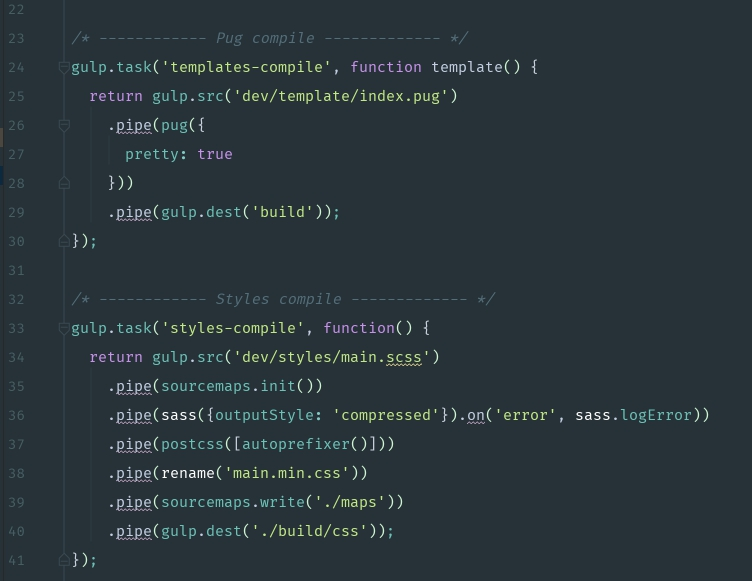 22
23 /* ------------ Pug compile ------------- */
24 gulp.task('templates-compile', function template() {
25   return gulp.src('dev/template/index.pug')
26     .pipe(pug({
27       pretty: true
28     }))
29     .pipe(gulp.dest('build'));
30 });
31
32 /* ------------ Styles compile ------------- */
33 gulp.task('styles-compile', function() {
34   return gulp.src('dev/styles/main.scss')
35     .pipe(sourcemaps.init())
36     .pipe(sass({outputStyle: 'compressed'}).on('error', sass.logError))
37     .pipe(postcss([autoprefixer()]))
38     .pipe(rename('main.min.css'))
39     .pipe(sourcemaps.write('./maps'))
40     .pipe(gulp.dest('./build/css'));
41 });